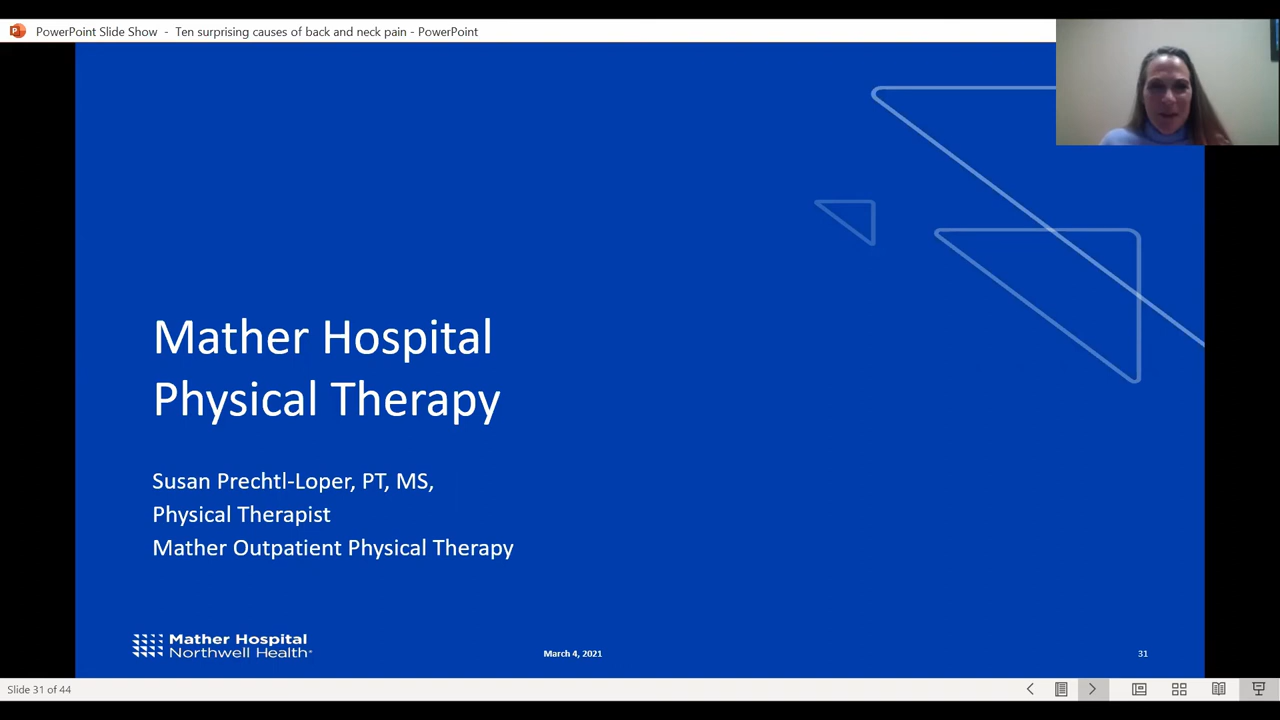 PowerPoint Slide Show - Ten surprising causes of back and neck pain - PowerPoint
Mather Hospital
Physical Therapy
Susan Prechtl-Loper, PT, MS,
Physical Therapist
Mather Outpatient Physical Therapy
Mather Hospital
Northwell Health®
March 4, 2021
31
Slide 31 of 44